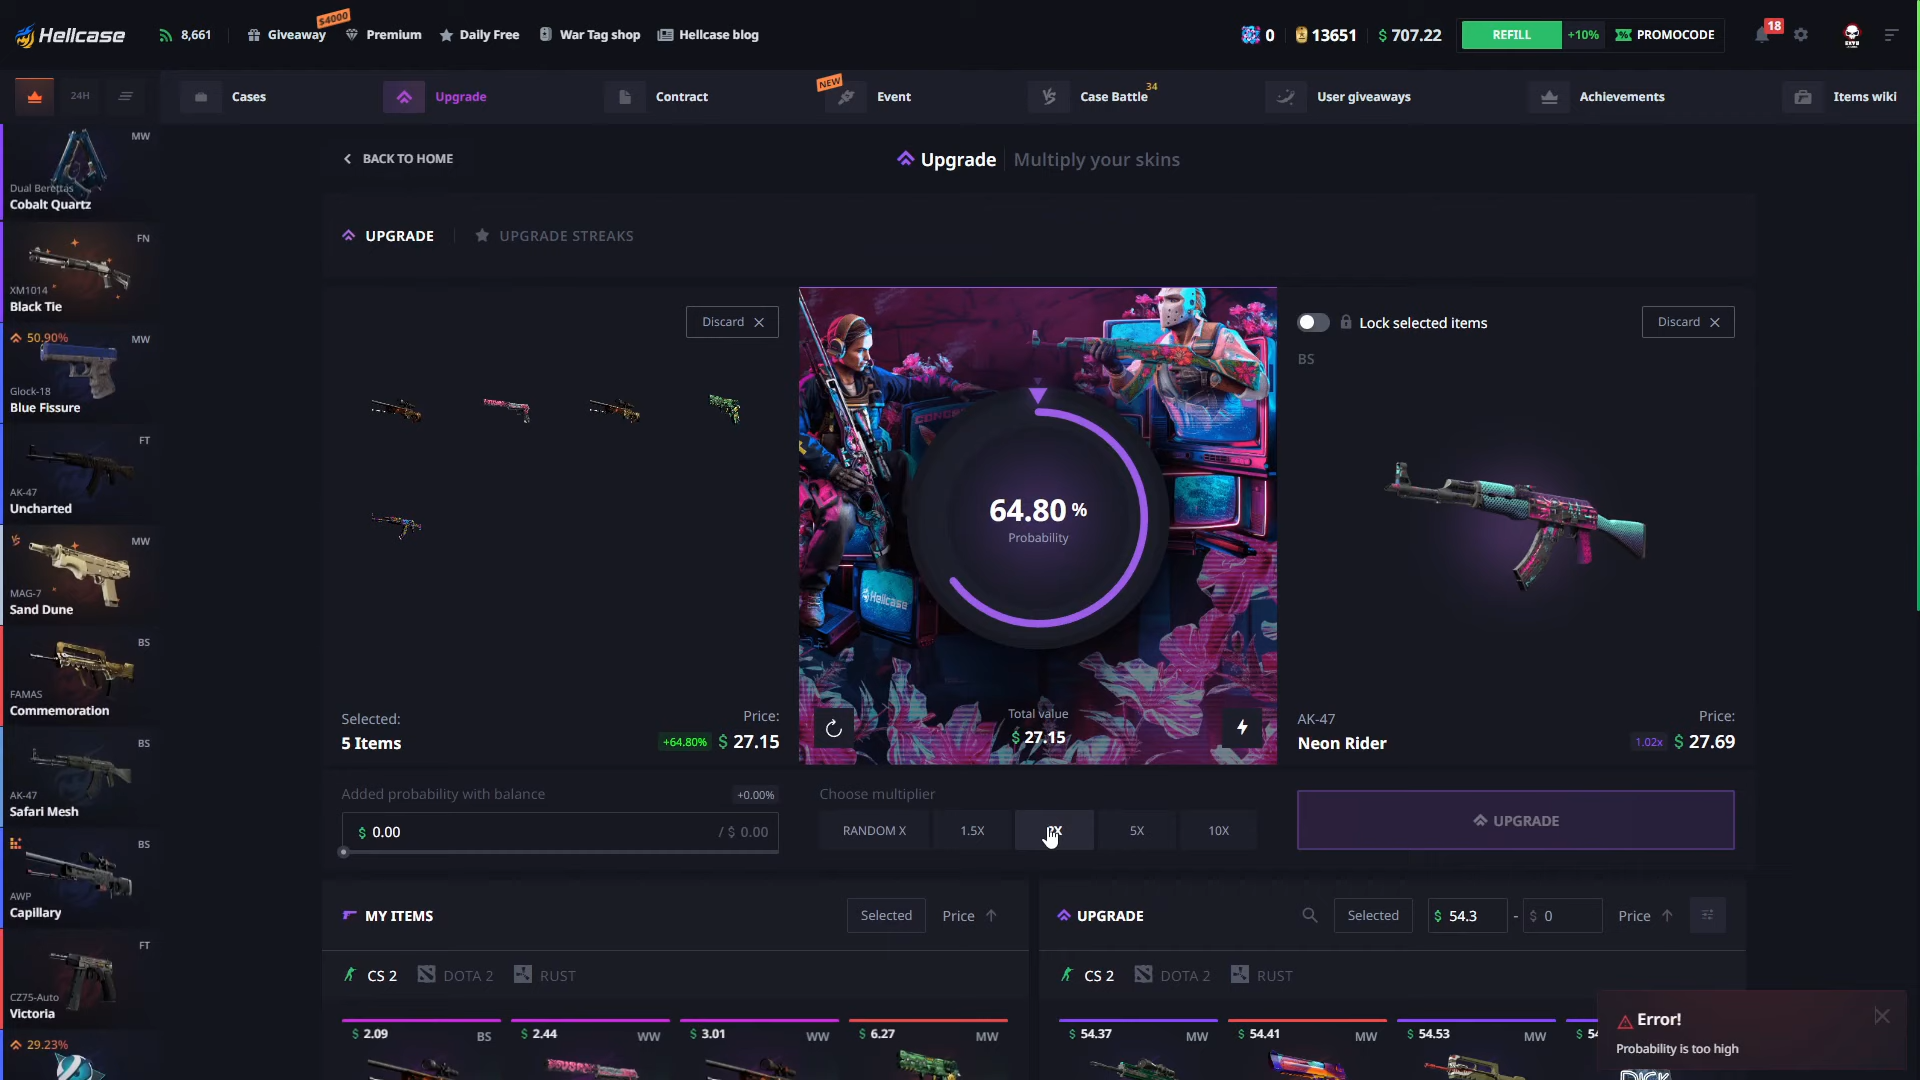 Hellcase
8,661
Giveaway
$4000
Premium
Daily Free
War Tag shop
Hellcase blog
0
13651
$ 707.22
REFILL
+10%
PROMOCODE
18
24H
Cases
Upgrade
Contract
NEW
Event
Case Battle
34
User giveaways
Achievements
Items wiki
MW
Dual Berettas
Cobalt Quartz
FN
XM1014
Black Tie
50.90%
MW
Glock-18
Blue Fissure
FT
AK-47
Uncharted
MW
MAG-7
Sand Dune
BS
FAMAS
Commemoration
BS
AK-47
Safari Mesh
BS
AWP
Capillary
FT
CZ75-Auto
Victoria
29.23%
BACK TO HOME
Upgrade
Multiply your skins
UPGRADE
UPGRADE STREAKS
Discard
Selected:
5 Items
Price:
+64.80%
$ 27.15
64.80 %
Probability
Hellcase
Total value
$ 27.15
Lock selected items
Discard
BS
AK-47
Neon Rider
Price:
1.02x
$ 27.69
Added probability with balance
+0.00%
$ 0.00
/ $ 0.00
Choose multiplier
RANDOM X
1.5X
5X
10X
UPGRADE
MY ITEMS
Selected
Price
UPGRADE
Selected
$ 54.3
-
$ 0
Price
CS 2
DOTA 2
RUST
CS 2
DOTA 2
RUST
$ 2.09
BS
$ 2.44
WW
$ 3.01
WW
$ 6.27
MW
$ 54.37
MW
$ 54.41
MW
$ 54.53
MW
Error!
Probability is too high